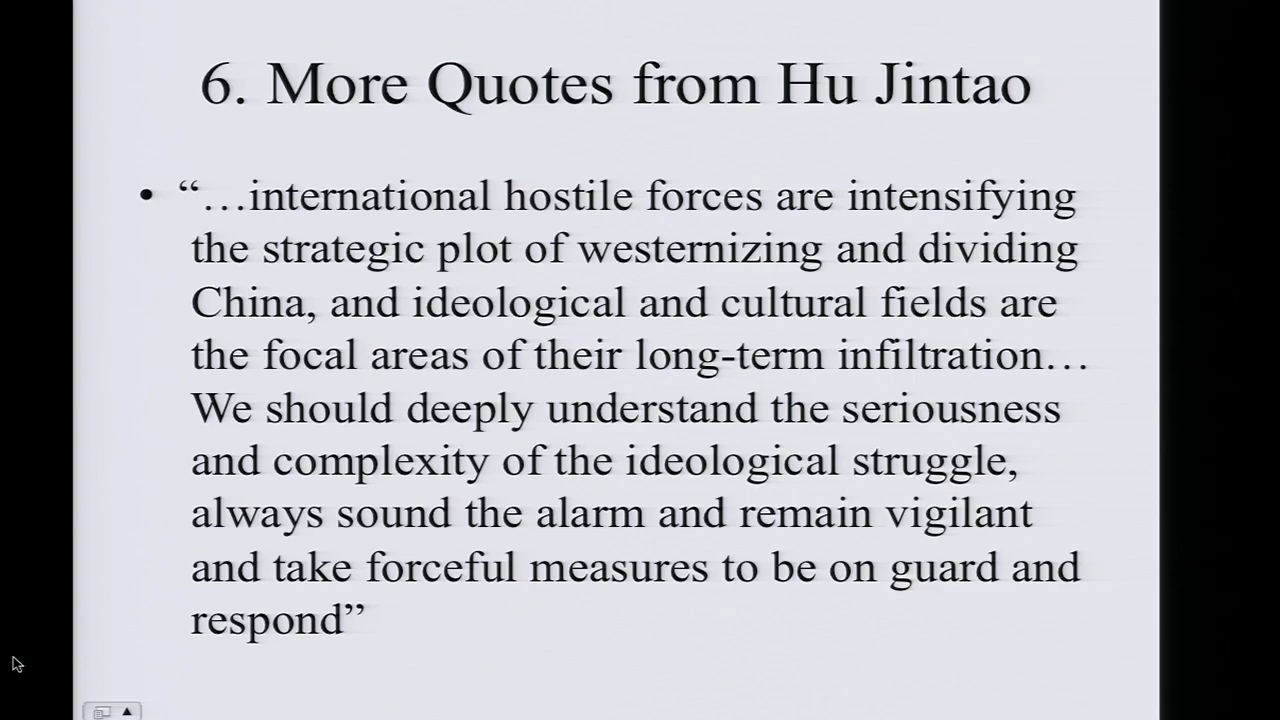 6. More Quotes from Hu Jintao
• “…international hostile forces are intensifying
the strategic plot of westernizing and dividing
China, and ideological and cultural fields are
the focal areas of their long-term infiltration…
We should deeply understand the seriousness
and complexity of the ideological struggle,
always sound the alarm and remain vigilant
and take forceful measures to be on guard and
respond”